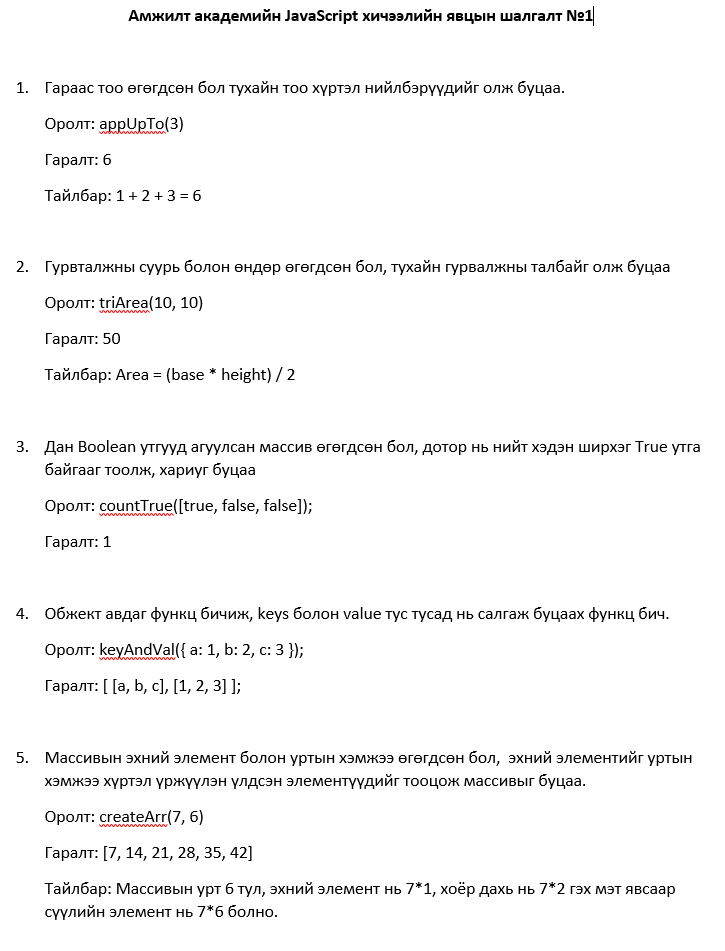 Амжилт академийн JavaScript хичээлийн явцын шалгалт №1
1. Гараас тоо өгөгдсөн бол тухайн тоо хүртэл нийлбэрүүдийг олж буцаа.
Оролт: appUpTo(3)
Гаралт: 6
Тайлбар: 1 + 2 + 3 = 6
2. Гурвталжны суурь болон өндөр өгөгдсөн бол, тухайн гурвалжны талбайг олж буцаа
Оролт: triArea(10, 10)
Гаралт: 50
Тайлбар: Area = (base * height) / 2
3. Дан Boolean утгууд агуулсан массив өгөгдсөн бол, дотор нь нийт хэдэн ширхэг True утга
байгааг тоолж, хариуг буцаа
Оролт: countTrue([true, false, false]);
Гаралт: 1
4. Обжект авдаг функц бичиж, keys болон value тус тусад нь салгаж буцаах функц бич.
Оролт: keyAndVal({ a: 1, b: 2, c: 3 });
Гаралт: [ [a, b, c], [1, 2, 3] ];
5. Массивын эхний элемент болон уртын хэмжээ өгөгдсөн бол, эхний элементийг уртын
хэмжээ хүртэл үржүүлэн үлдсэн элементүүдийг тооцож массивыг буцаа.
Оролт: createArr(7, 6)
Гаралт: [7, 14, 21, 28, 35, 42]
Тайлбар: Массивын урт 6 тул, эхний элемент нь 7*1, хоёр дахь нь 7*2 гэх мэт явсаар
сүүлийн элемент нь 7*6 болно.